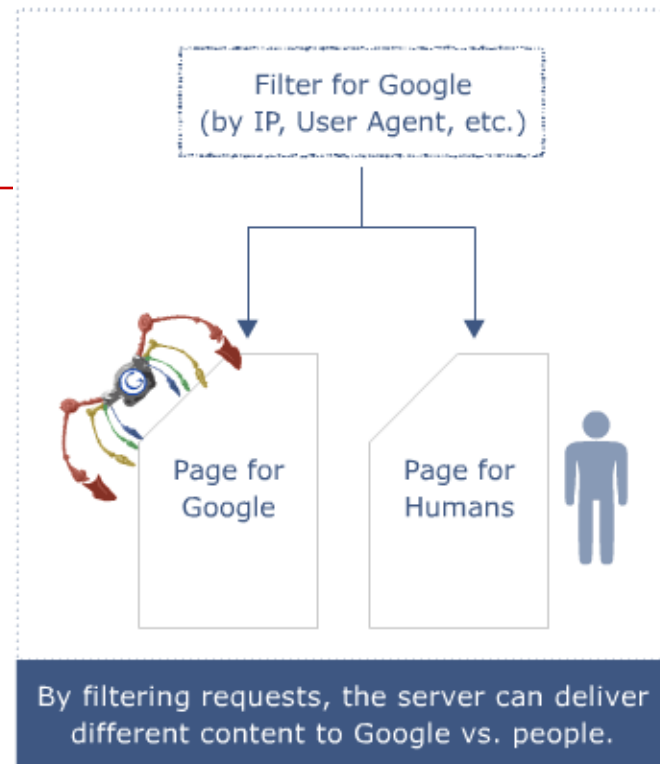 Filter for Google
(by IP, User Agent, etc.)
Page for
Google
Page for
Humans
By filtering requests, the server can deliver
different content to Google vs. people.